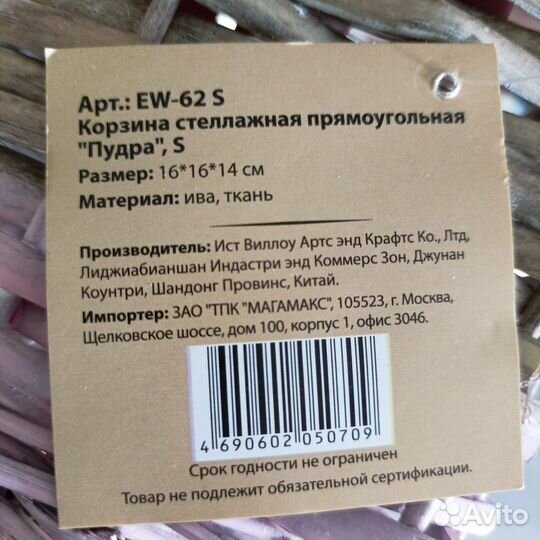 Арт.: EW-62 S
Корзина стеллажная прямоугольная
"Пудра", S
Размер: 16*16*14 см
Материал: ива, ткань
Производитель: Ист Виллоу Артс энд Крафтс Ко., Лтд,
Лиджиабианшан Индастри энд Коммерс Зон, Джунан
Коунтри, Шандонг Провинс, Китай.
Импортер: ЗАО "ТПК "МАГАМАКС", 105523, г. Москва,
Щелковское шоссе, дом 100, корпус 1, офис 3046.
4 690602 050709
Срок годности не ограничен
Товар не подлежит обязательной сертификации.
Avito